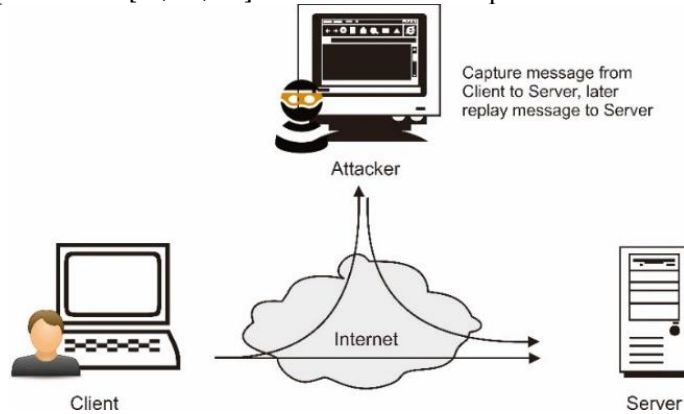 Capture message from
Client to Server, later
replay message to Server
Attacker
Internet
Client
Server